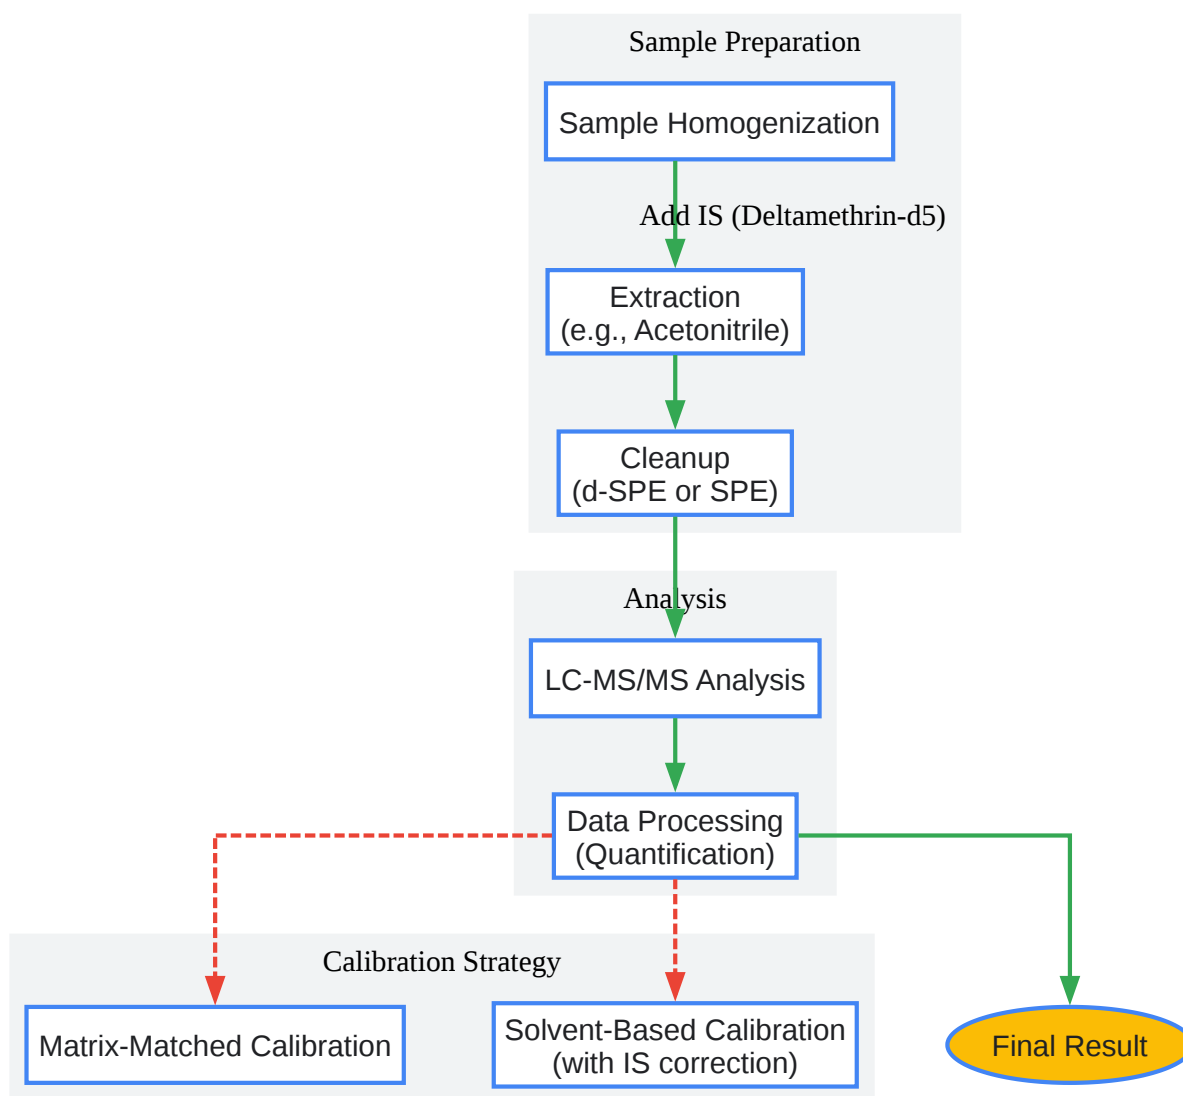 Sample Preparation
Sample Homogenization
Add IS (Deltamethrin-d5)
Extraction
(e.g., Acetonitrile)
Cleanup
(d-SPE or SPE)
Analysis
LC-MS/MS Analysis
Data Processing
(Quantification)
Calibration Strategy
Matrix-Matched Calibration
Solvent-Based Calibration
(with IS correction)
Final Result